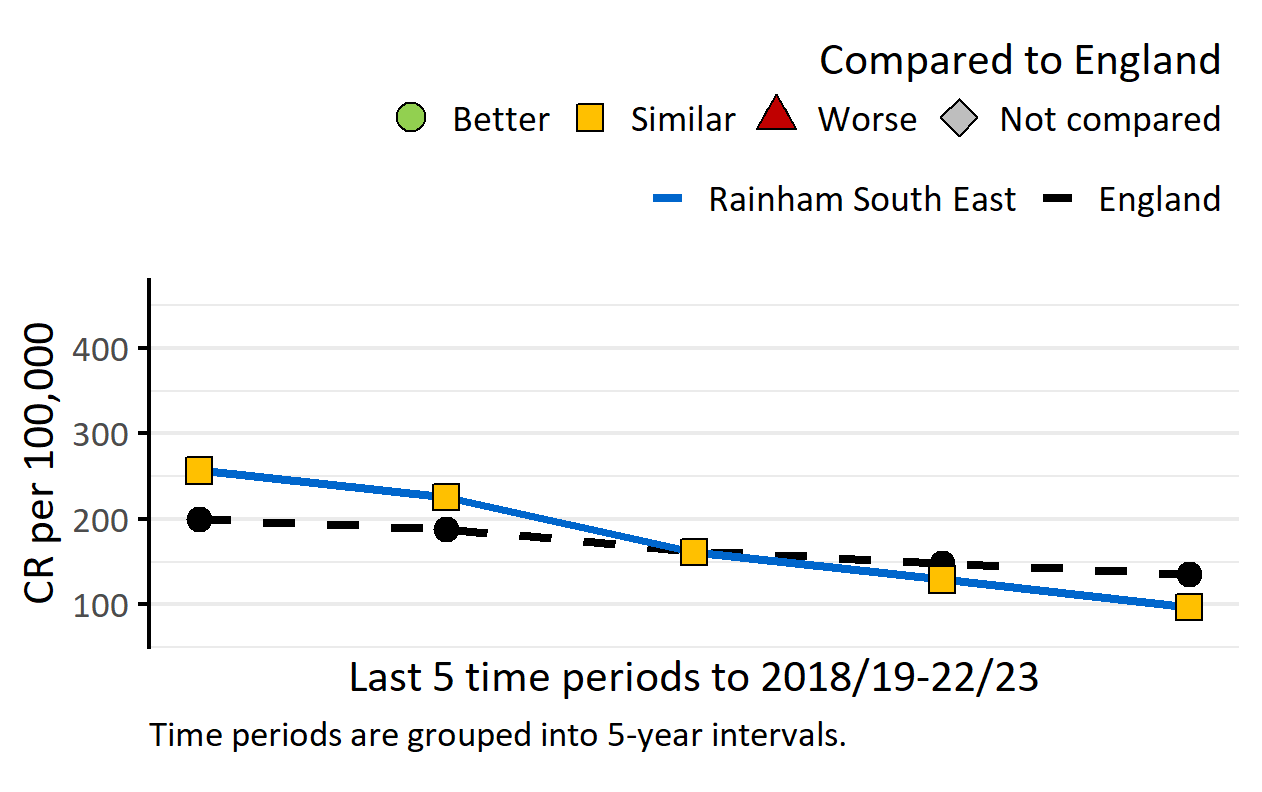 Compared to England
Better Similar Worse Not compared
Rainham South East England
CR per 100,000
400
300
200
100
Last 5 time periods to 2018/19-22/23
Time periods are grouped into 5-year intervals.